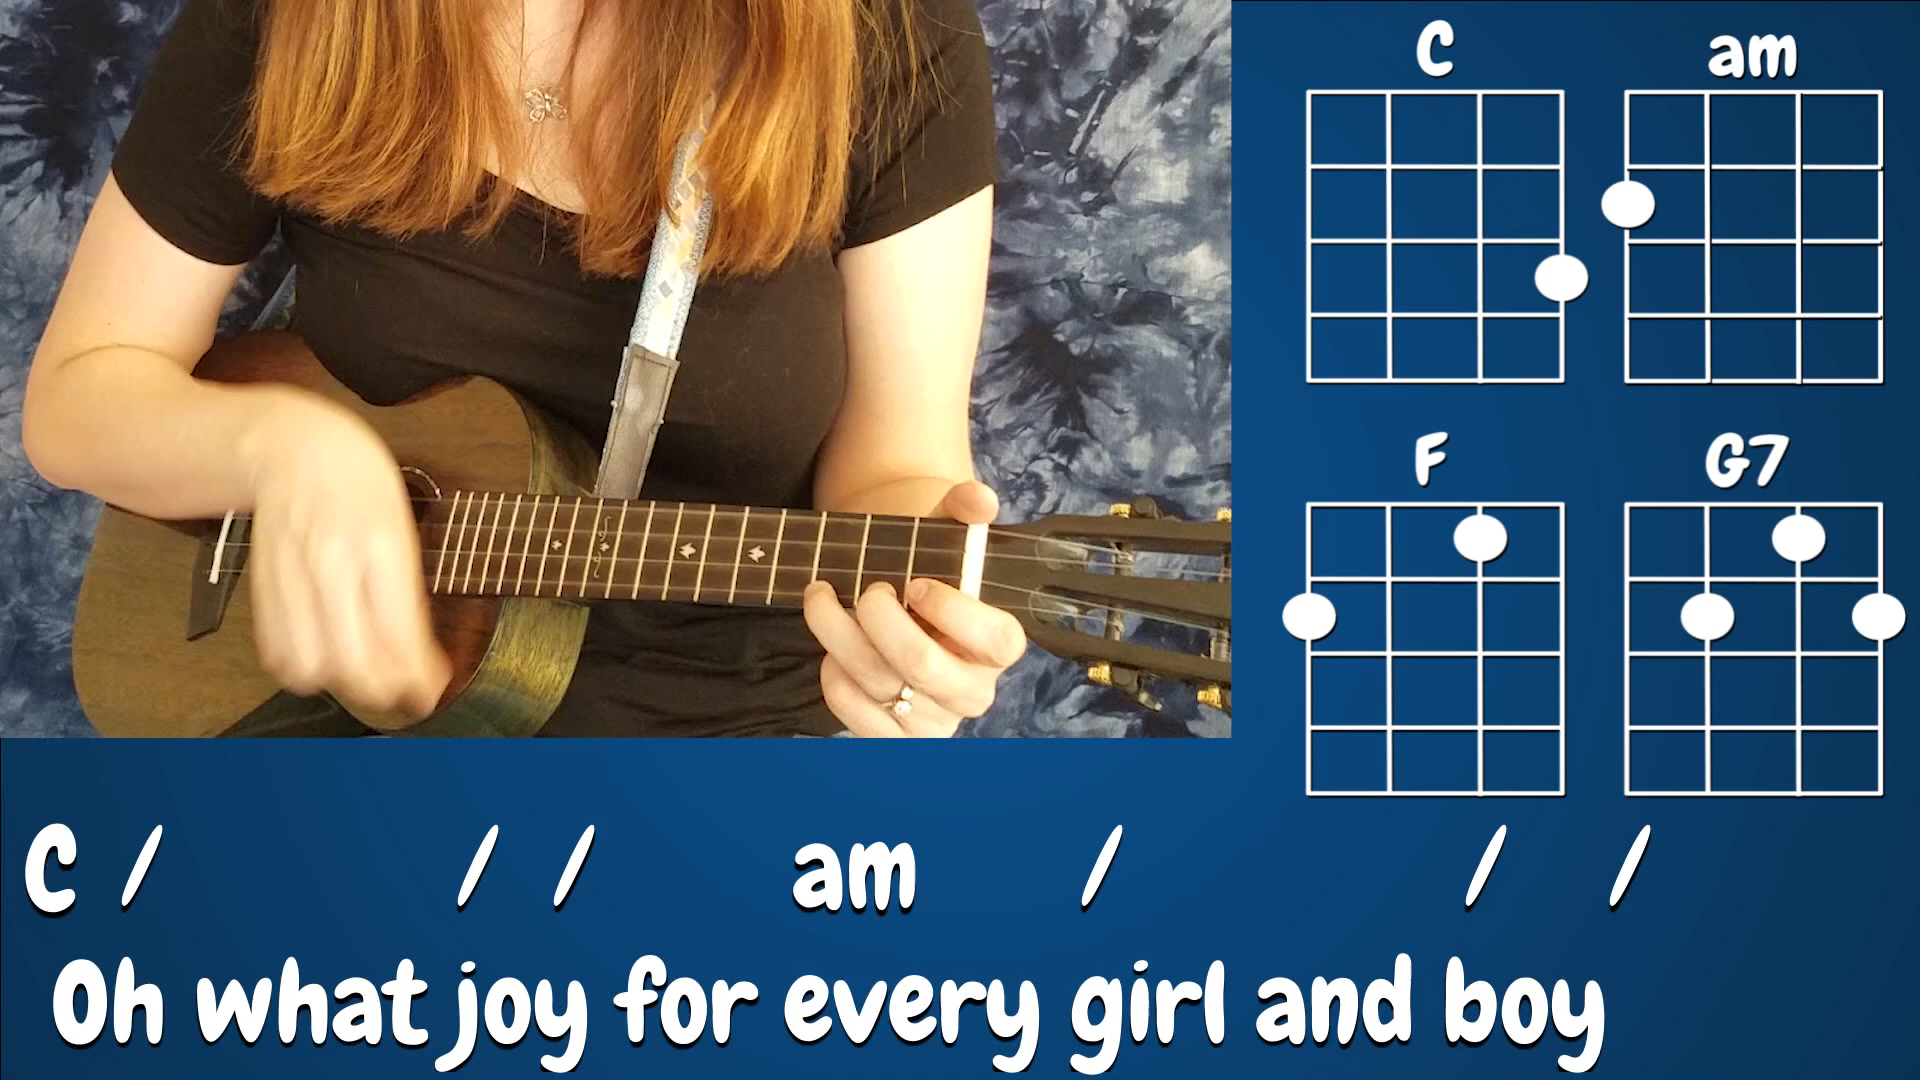 C am
F G7
C / / / am / / /
Oh what joy for every girl and boy